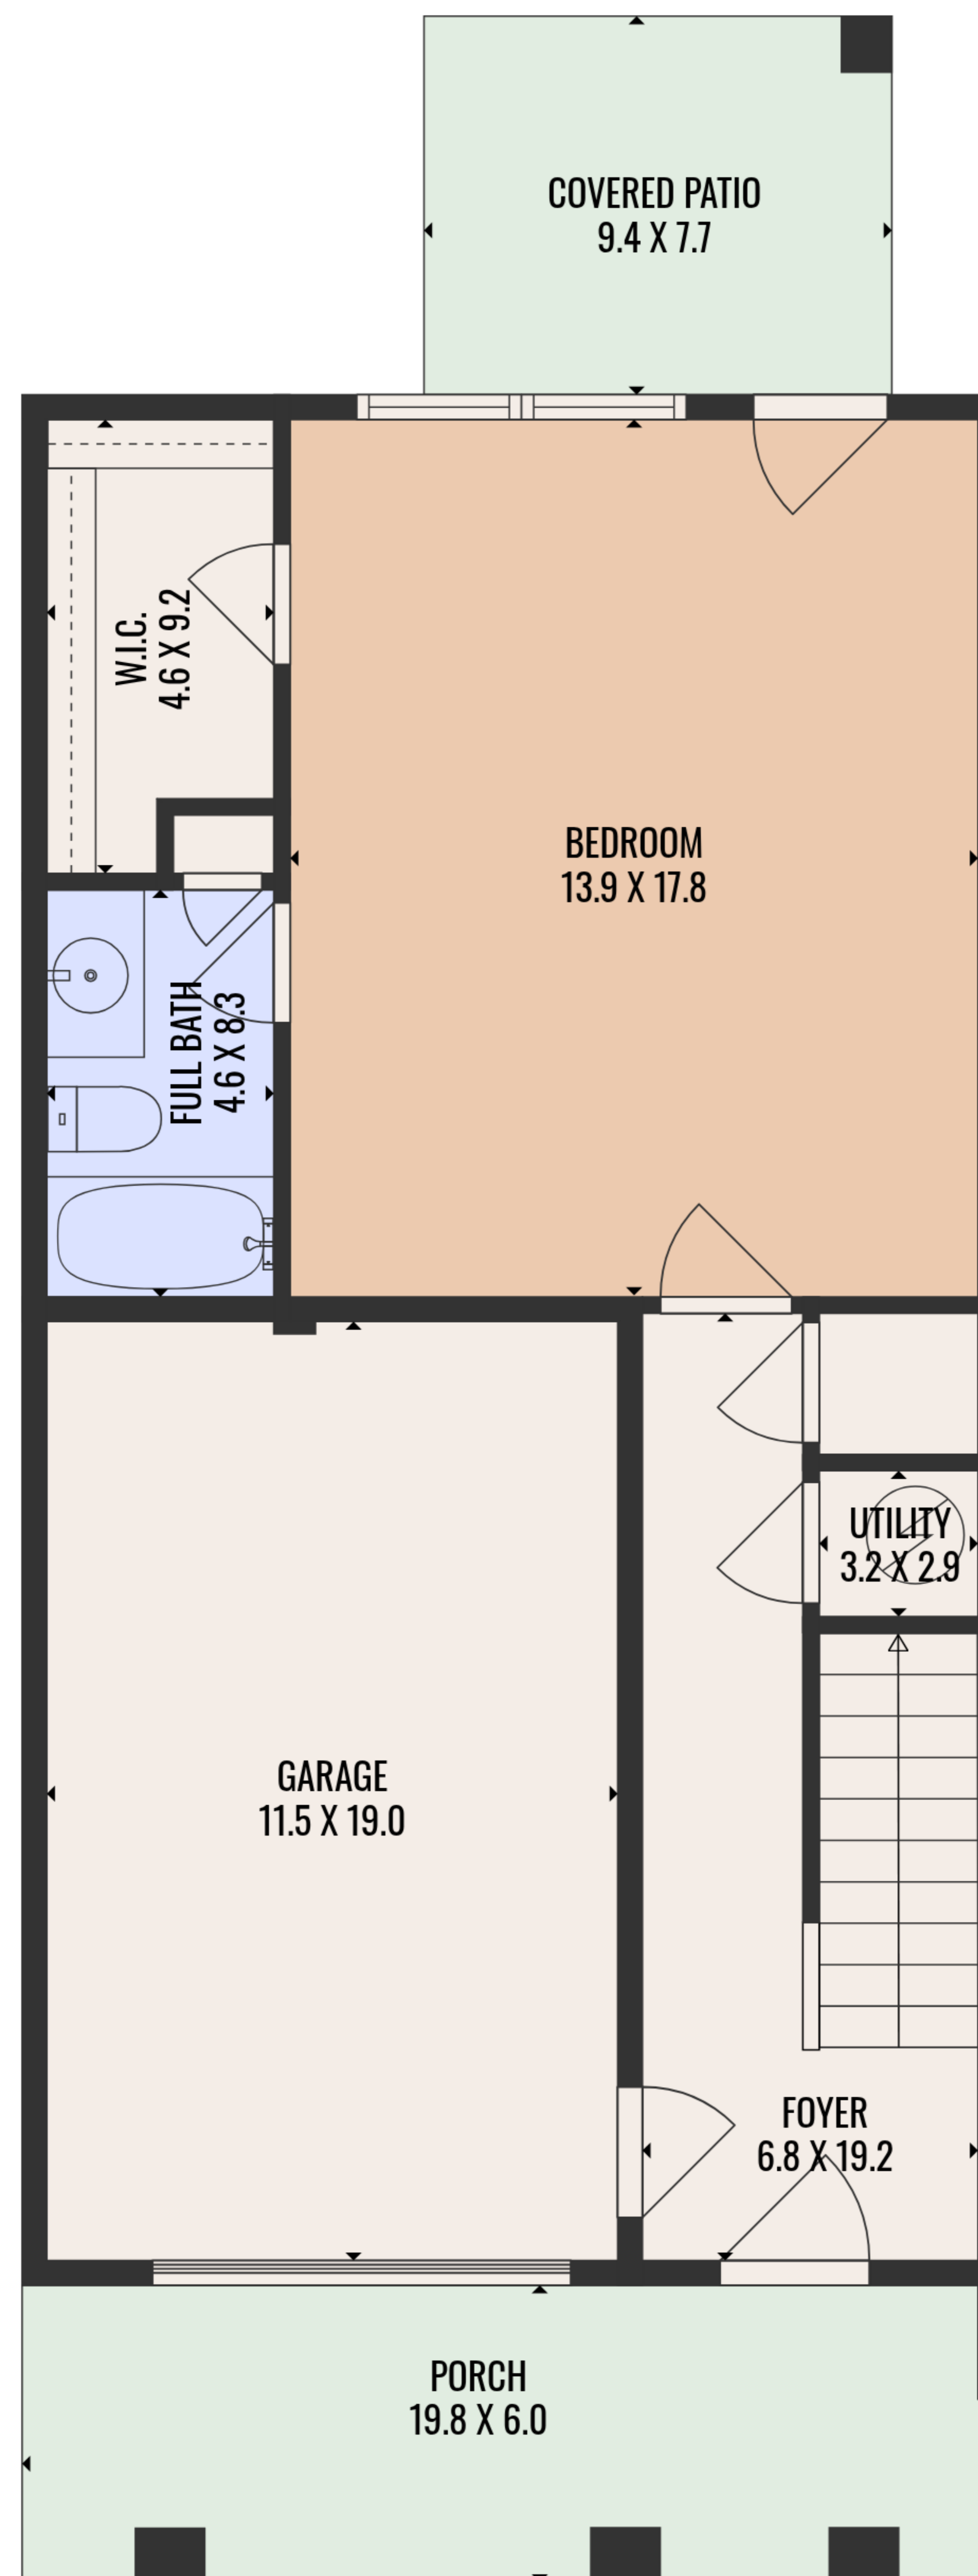 COVERED PATIO
9.4 X 7.7
W.I.C.
4.6 X 9.2
BEDROOM
13.9 X 17.8
FULL BATH
4.6 X 8.3
UTILITY
3.2 X 2.9
GARAGE
11.5 X 19.0
FOYER
6.8 X 19.2
PORCH
19.8 X 6.0